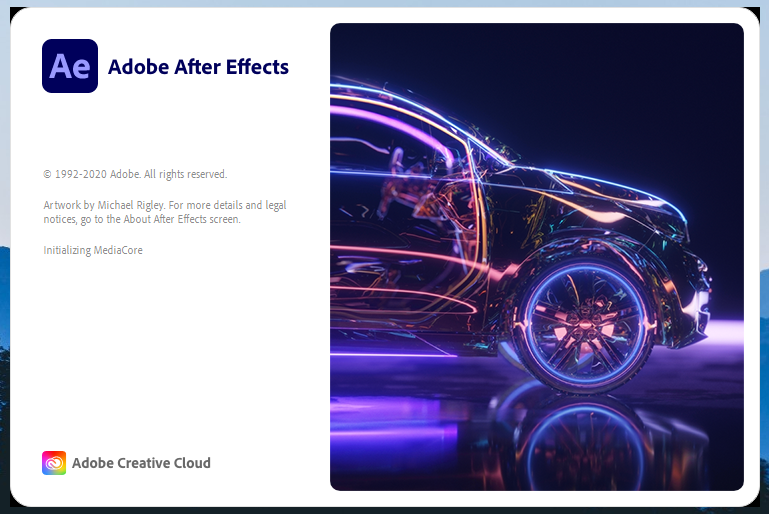 Ae
Adobe After Effects
© 1992-2020 Adobe. All rights reserved.
Artwork by Michael Rigley. For more details and legal
notices, go to the About After Effects screen.
Initializing MediaCore
Adobe Creative Cloud